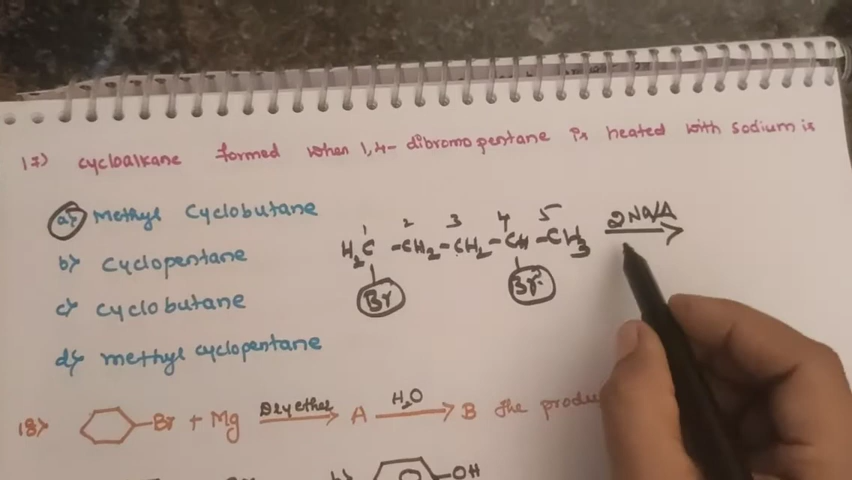 17) cycloalkane formed when 1,4- dibromopentane is heated with sodium is
a) Methyl Cyclobutane
b) cyclopentane
c) cyclobutane
d) methyl cyclopentane
1 2 3 4 5
H2C -CH2-CH2-CH-CH3 2Na/Δ
Br Br
18) -Br + Mg Dry ether A H2O B The produ
b) -OH